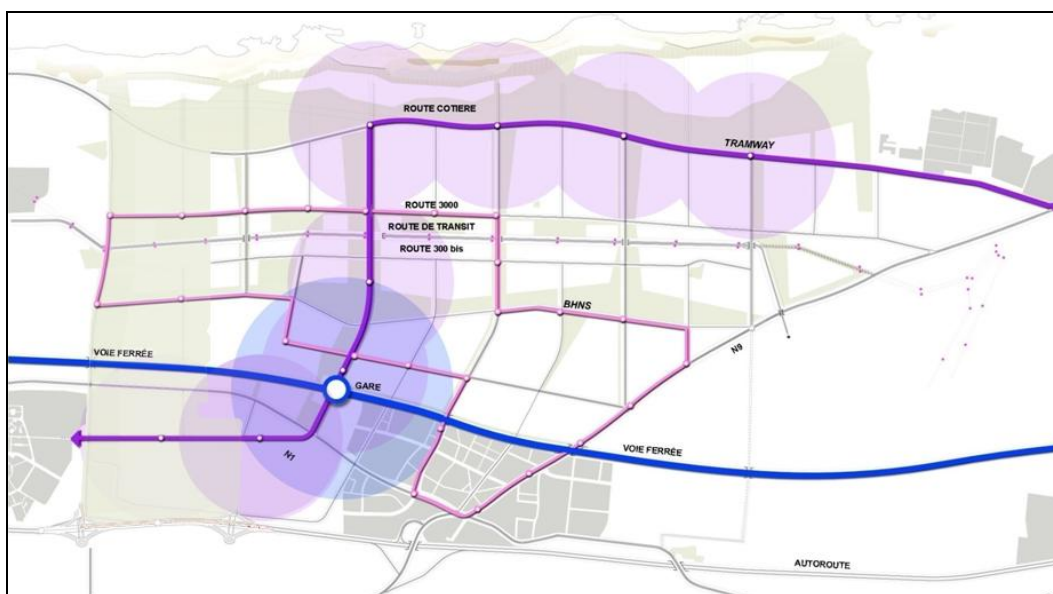 ROUTE COTIERE
TRAMWAY
ROUTE 3000
ROUTE DE TRANSIT
ROUTE 300 bis
BHNS
N9
VOIE FERRÉE
GARE
N1
VOIE FERRÉE
AUTOROUTE